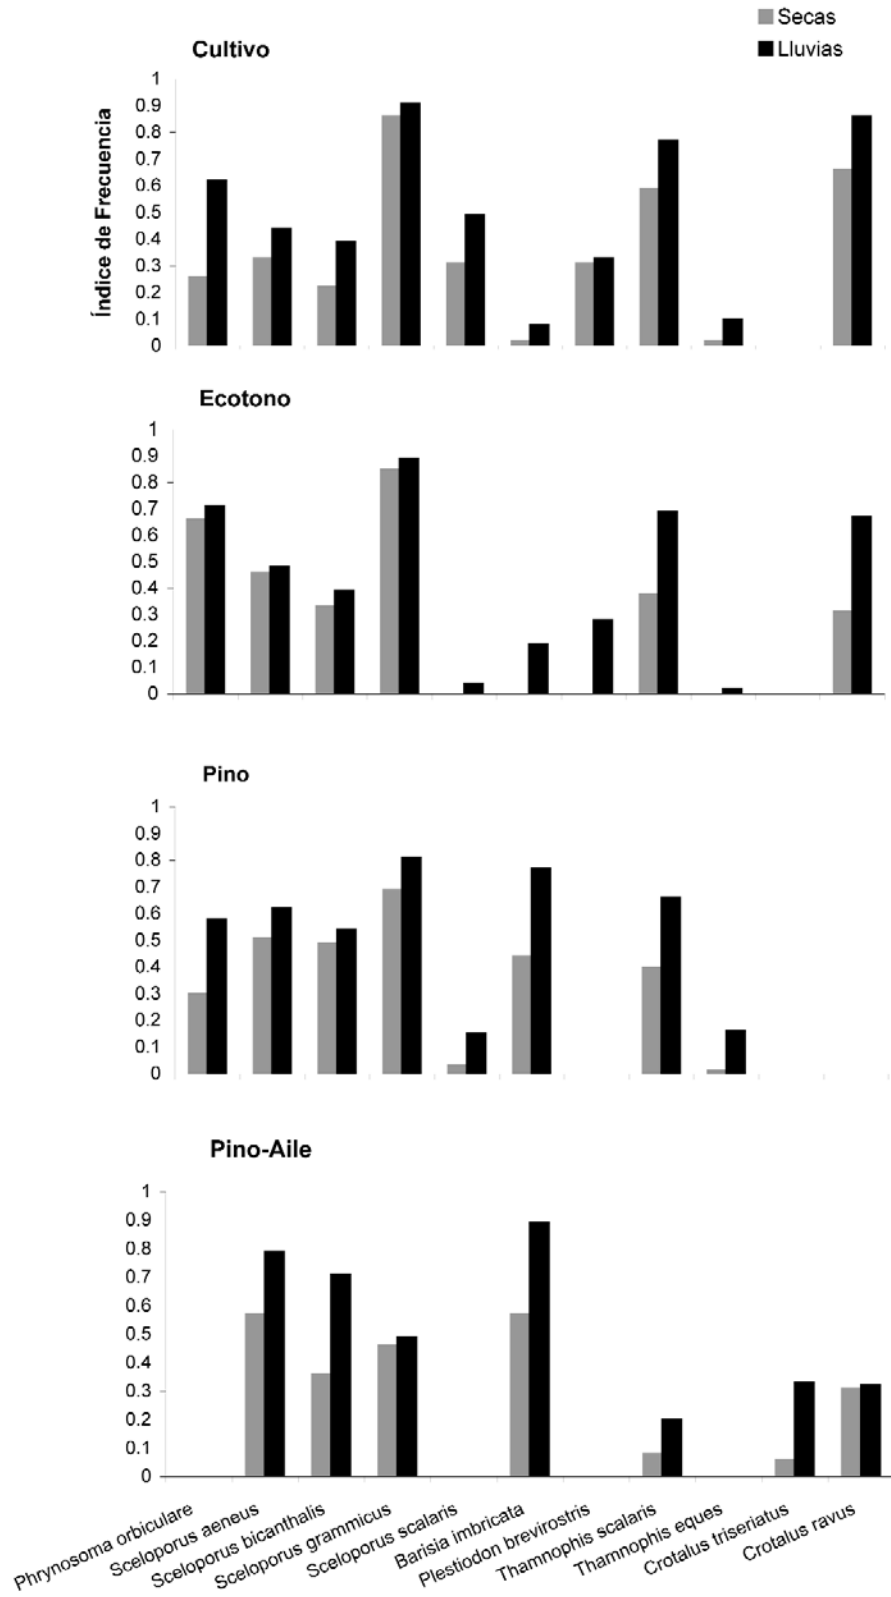 Secas
Lluvias
Cultivo
Índice de Frecuencia
1
0.9
0.8
0.7
0.6
0.5
0.4
0.3
0.2
0.1
0
Ecotono
1
0.9
0.8
0.7
0.6
0.5
0.4
0.3
0.2
0.1
0
Pino
1
0.9
0.8
0.7
0.6
0.5
0.4
0.3
0.2
0.1
0
Pino-Aile
1
0.9
0.8
0.7
0.6
0.5
0.4
0.3
0.2
0.1
0
Phrynosoma orbiculare
Sceloporus aeneus
Sceloporus bicanthalis
Sceloporus grammicus
Sceloporus scalaris
Barisia imbricata
Plestiodon brevirostris
Thamnophis scalaris
Thamnophis eques
Crotalus triseriatus
Crotalus ravus